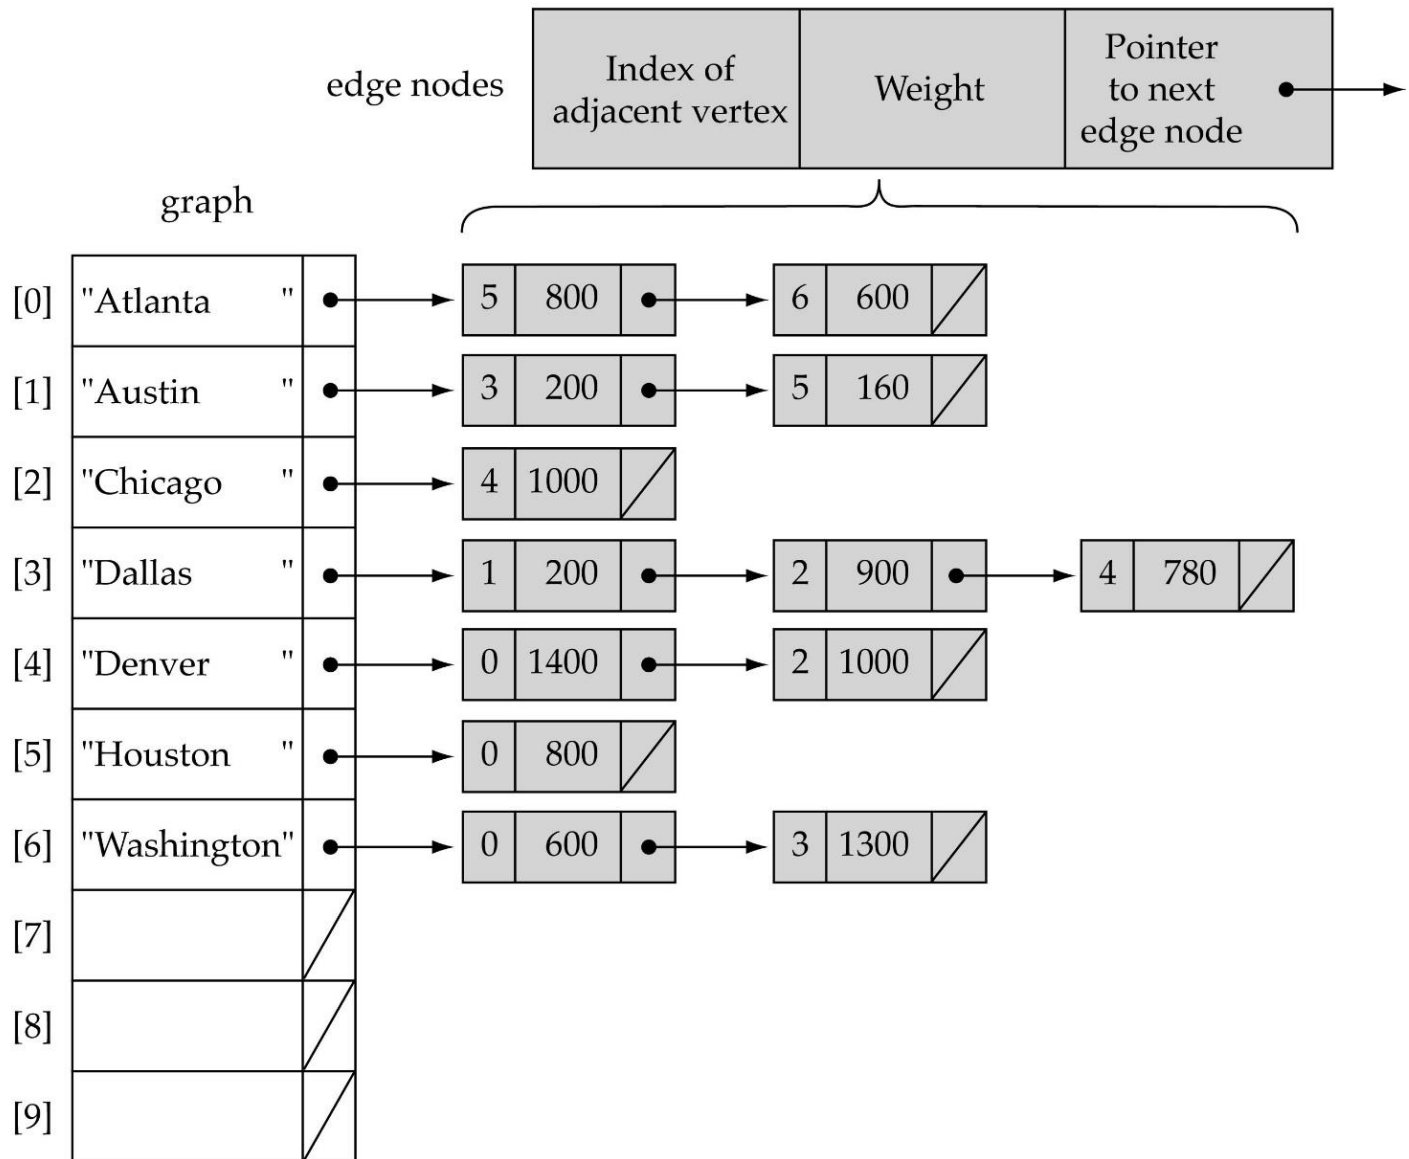 edge nodes
Index of
adjacent vertex
Weight
Pointer
to next
edge node
graph
[0] "Atlanta " 5 800 6 600
[1] "Austin " 3 200 5 160
[2] "Chicago " 4 1000
[3] "Dallas " 1 200 2 900 4 780
[4] "Denver " 0 1400 2 1000
[5] "Houston " 0 800
[6] "Washington" 0 600 3 1300
[7]
[8]
[9]